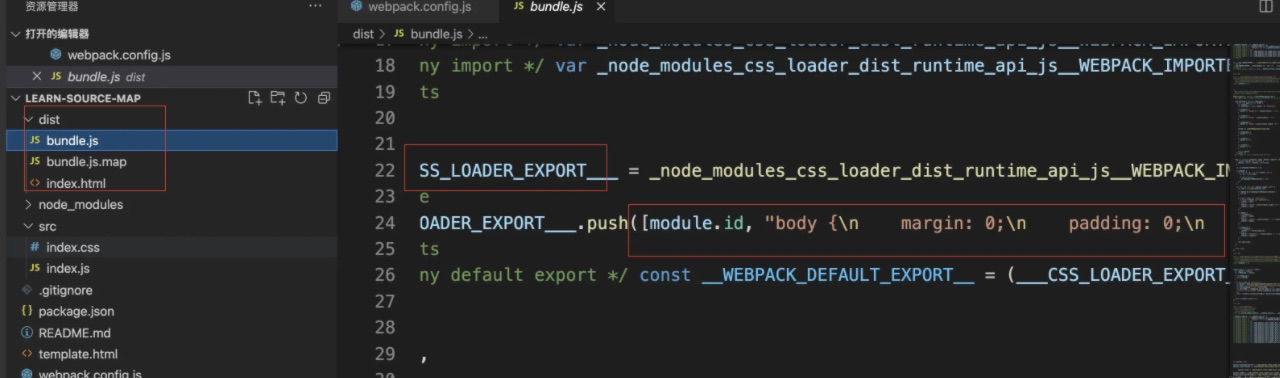 资源管理器
···
打开的编辑器
webpack.config.js
JS bundle.js dist
LEARN-SOURCE-MAP
dist
JS bundle.js
JS bundle.js.map
<> index.html
node_modules
src
# index.css
JS index.js
.gitignore
{} package.json
README.md
<> template.html
webpack.config.js
webpack.config.js
JS bundle.js
dist > JS bundle.js > ...
18 ny import */ var _node_modules_css_loader_dist_runtime_api_js__WEBPACK_IMPORTE
19 ts
20
21
22 SS_LOADER_EXPORT___ = _node_modules_css_loader_dist_runtime_api_js__WEBPACK_IM
23 e
24 OADER_EXPORT___.push([module.id, "body {\n    margin: 0;\n    padding: 0;\n
25 ts
26 ny default export */ const __WEBPACK_DEFAULT_EXPORT__ = (___CSS_LOADER_EXPORT_
27
28
29 ,